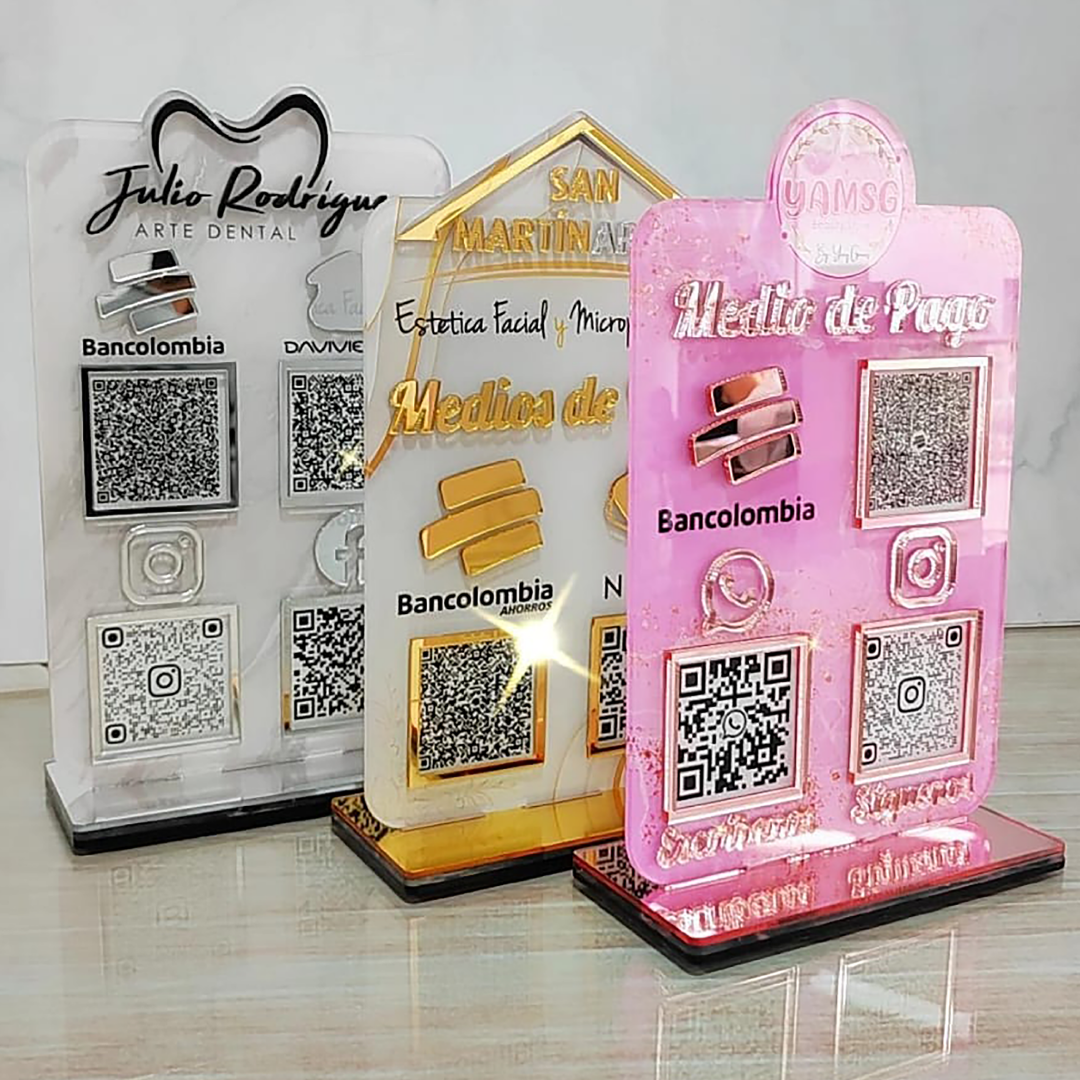 Julio Rodrígue
ARTE DENTAL
Bancolombia
DAVIVIE
SAN
MARTÍN
Estetica Facial y Microp
Medios de
Bancolombia
AHORROS
N
YAMSG
Medio de Pago
Bancolombia
Escríbenos
Síguenos